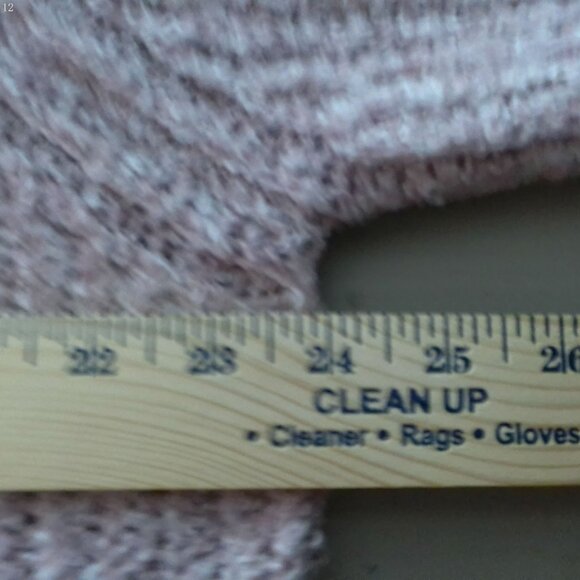 12
22 23 24 25 26
CLEAN UP
• Cleaner • Rags • Gloves